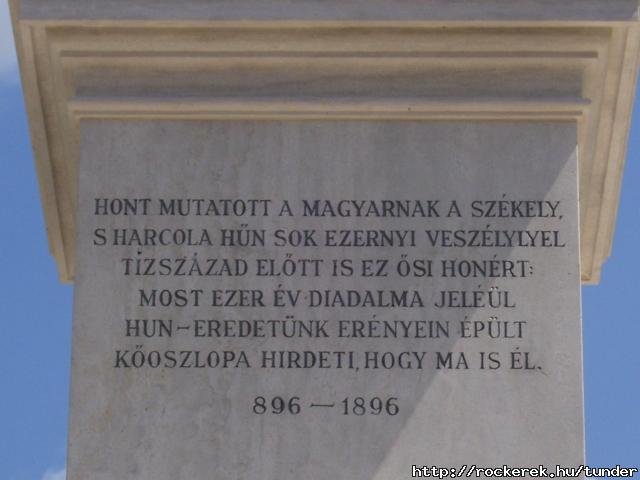 HONT MUTATOTT A MAGYARNAK A SZÉKELY,
S HARCOLA HŰN SOK EZERNYI VESZÉLYLYEL
TIZSZÁZAD ELŐTT IS EZ ŐSI HONÉRT:
MOST EZER ÉV DIADALMA JELÉÜL
HUN-EREDETÜNK ERÉNYEIN ÉPÜLT
KŐOSZLOPA HIRDETI, HOGY MA IS ÉL.
896 — 1896
http://rockerek.hu/tunder